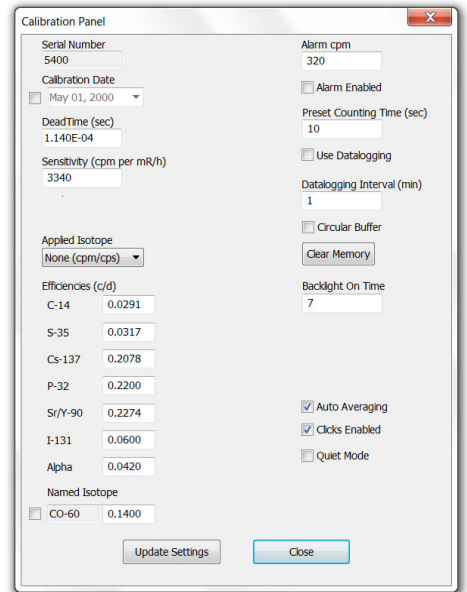 Calibration Panel
Serial Number
5400
Calibration Date
May 01, 2000
DeadTime (sec)
1.140E-04
Sensitivity (cpm per mR/h)
3340
Applied Isotope
None (cpm/cps)
Efficiencies (c/d)
C-14 0.0291
S-35 0.0317
Cs-137 0.2078
P-32 0.2200
Sr/Y-90 0.2274
I-131 0.0600
Alpha 0.0420
Named Isotope
CO-60 0.1400
Alarm cpm
320
Alarm Enabled
Preset Counting Time (sec)
10
Use Datalogging
Datalogging Interval (min)
1
Circular Buffer
Clear Memory
Backlight On Time
7
Auto Averaging
Clicks Enabled
Quiet Mode
Update Settings Close